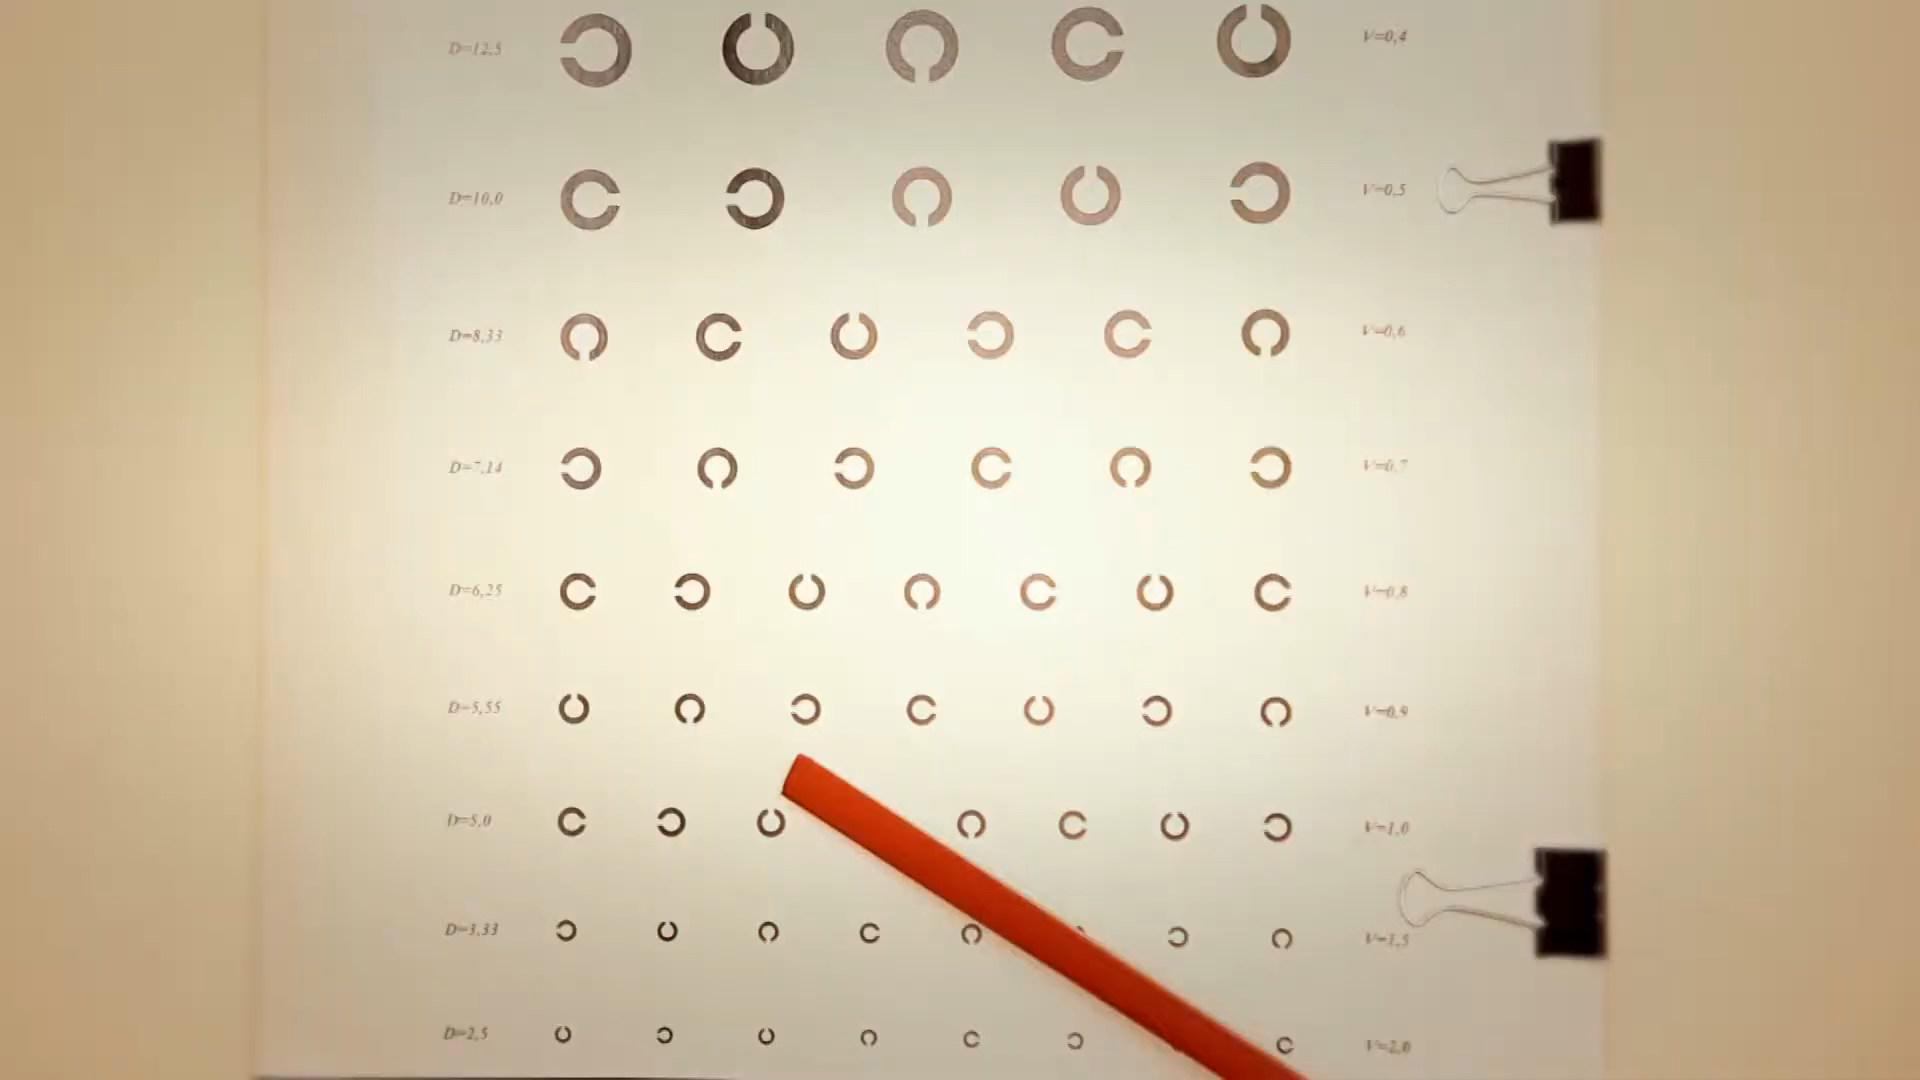 D=12,5 V=0,4
D=10,0 V=0,5
D=8,33 V=0,6
D=7,14 V=0,7
D=6,25 V=0,8
D=5,55 V=0,9
D=5,0 V=1,0
D=3,33 V=1,5
D=2,5 V=2,0